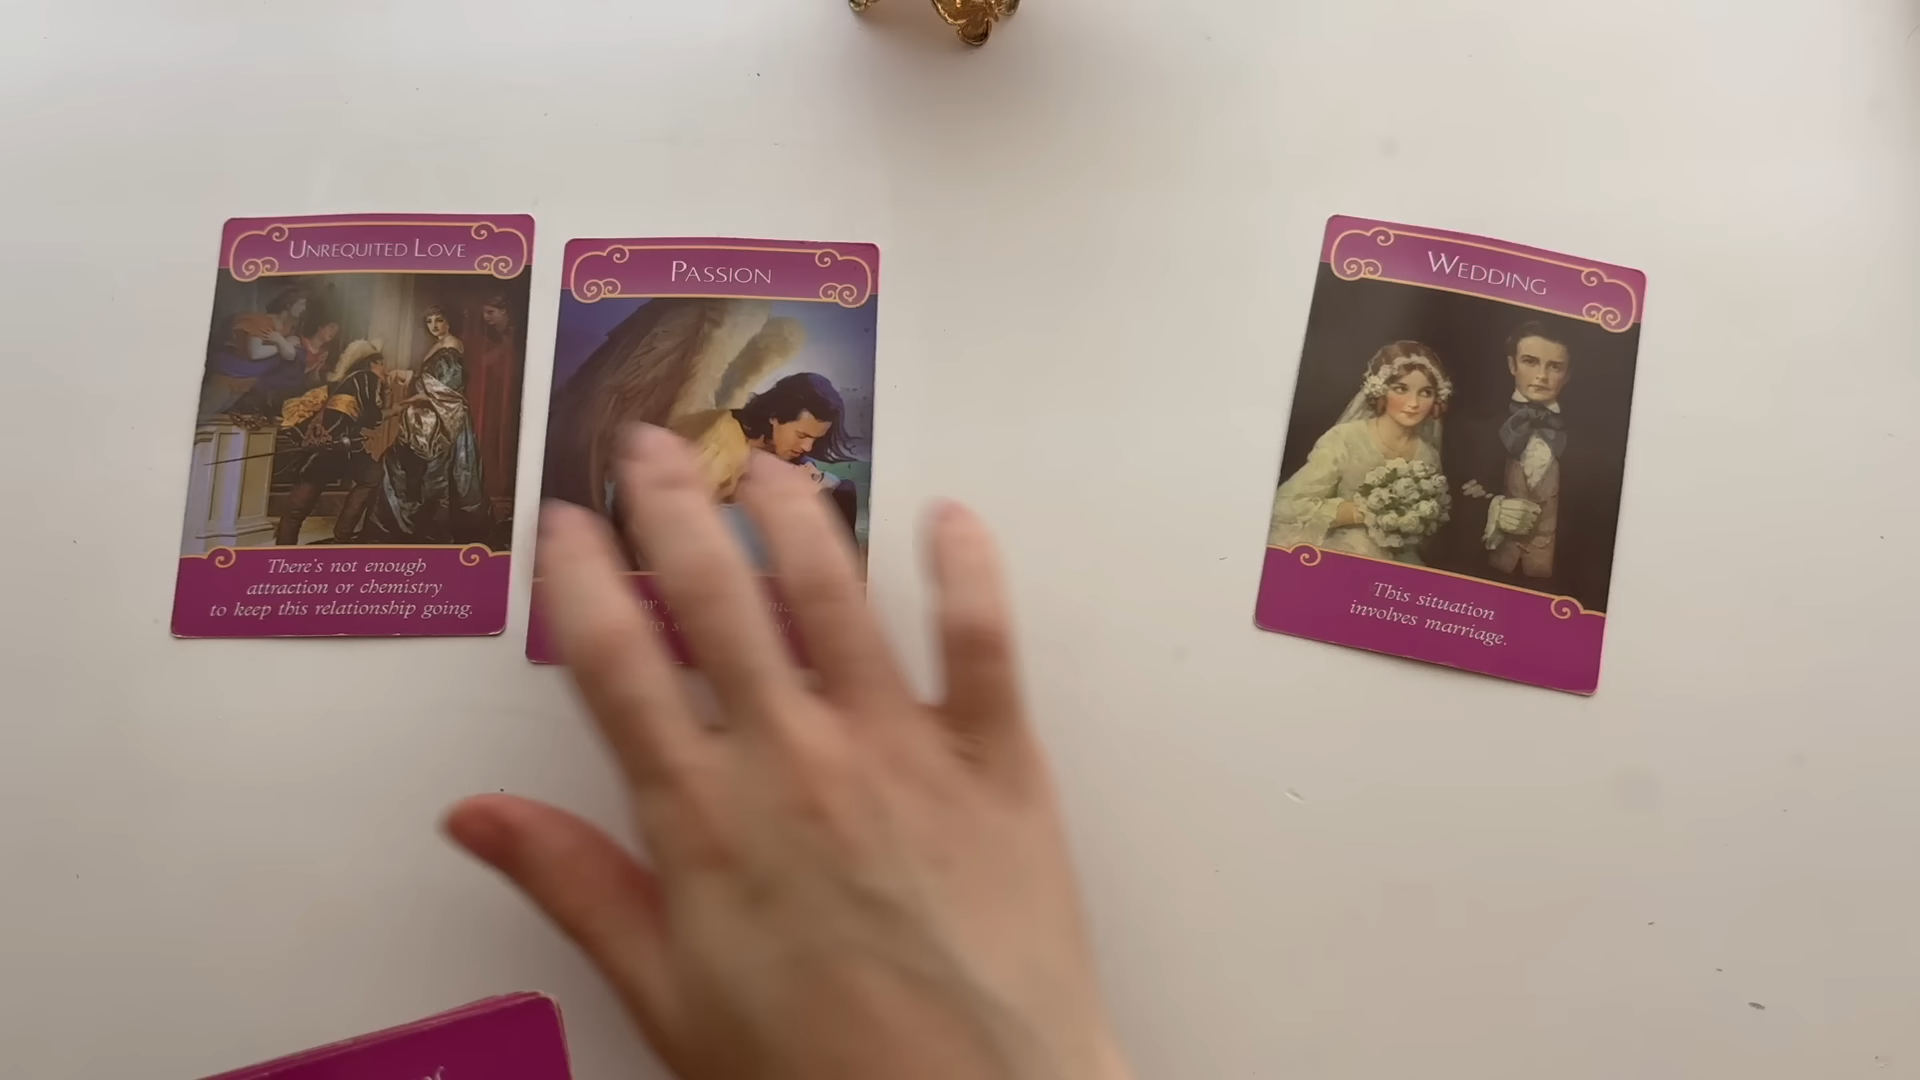 UNREQUITED LOVE
There's not enough
attraction or chemistry
to keep this relationship going.
PASSION
WEDDING
This situation
involves marriage.